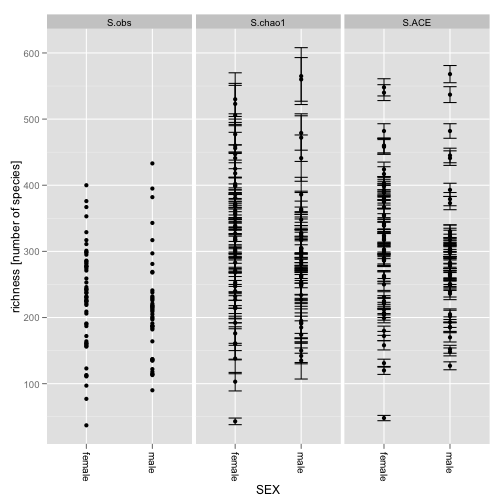 S.obs S.chao1 S.ACE
richness [number of species]
600
500
400
300
200
100
female male female male female male
SEX